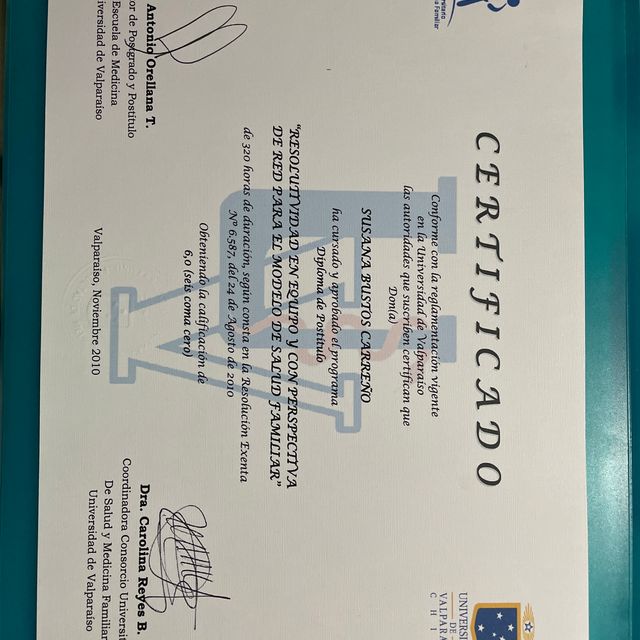 a Familiar
UNIVERS
DE
VALPARA
C H I
CERTIFICADO
Conforme con la reglamentación vigente
en la Universidad de Valparaíso
las autoridades que suscriben certifican que
Don(a)
SUSANA BUSTOS CARREÑO
ha cursado y aprobado el programa
Diploma de Postítulo
"RESOLUTIVIDAD EN EQUIPO Y CON PERSPECTIVA
DE RED PARA EL MODELO DE SALUD FAMILIAR"
de 320 horas de duración, según consta en la Resolución Exenta
Nº 6.587, del 24 de Agosto de 2010
Obteniendo la calificación de
6,0 (seis coma cero)
Antonio Orellana T.
or de Postgrado y Postítulo
Escuela de Medicina
iversidad de Valparaíso
Dra. Carolina Reyes B.
Coordinadora Consorcio Universi
De Salud y Medicina Familiar
Universidad de Valparaíso
Valparaíso, Noviembre 2010